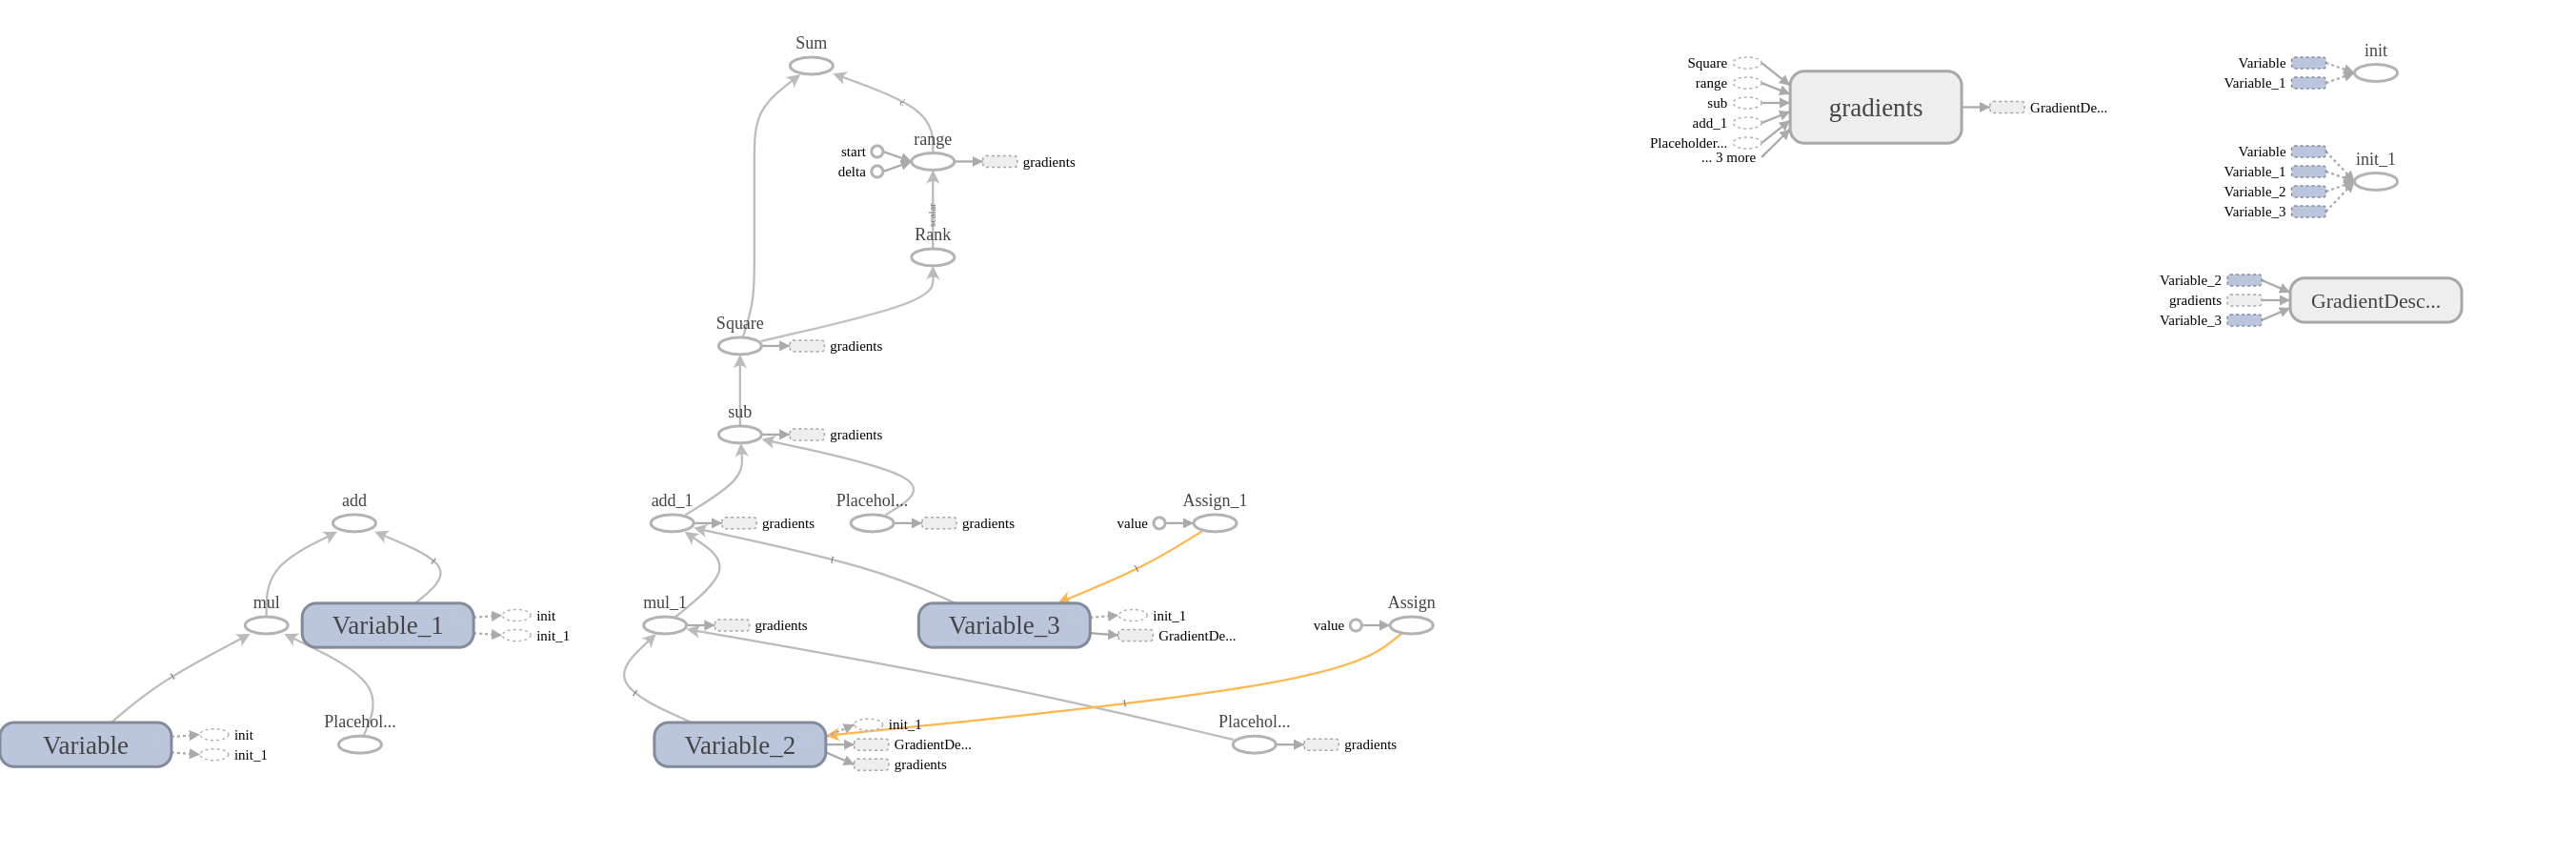 Sum
range
start
delta
gradients
scalar
Rank
Square
gradients
sub
gradients
add
add_1
gradients
Placehol...
gradients
Assign_1
value
mul
Variable_1
init
init_1
mul_1
gradients
Variable_3
init_1
GradientDe...
Assign
value
Variable
init
init_1
Placehol...
Variable_2
init_1
GradientDe...
gradients
Placehol...
gradients
Square
range
sub
add_1
Placeholder...
... 3 more
gradients
GradientDe...
init
Variable
Variable_1
init_1
Variable
Variable_1
Variable_2
Variable_3
Variable_2
gradients
Variable_3
GradientDesc...